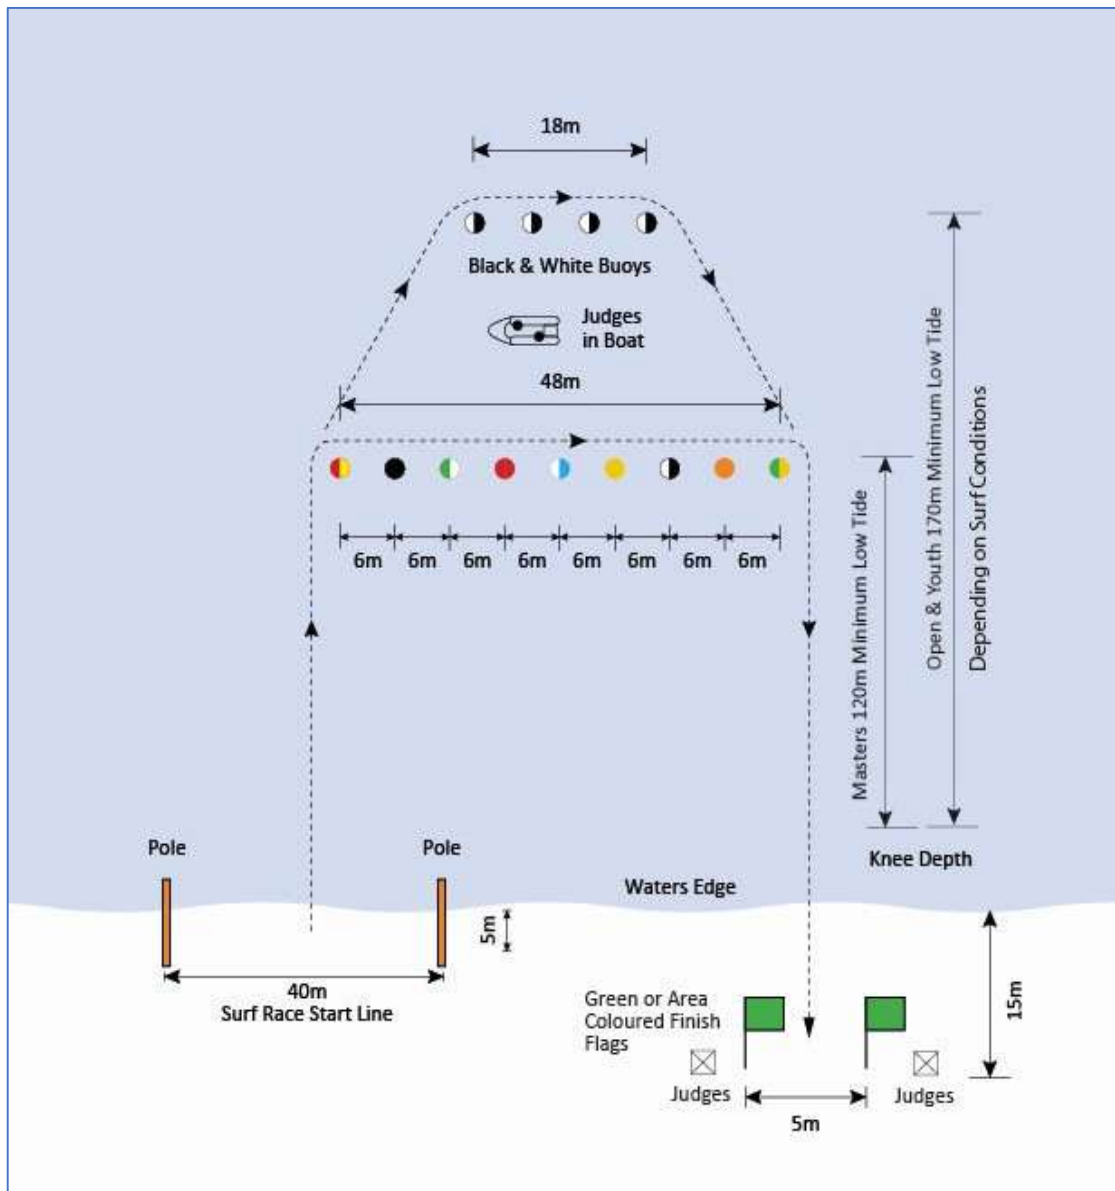 18m
Black & White Buoys
Judges
in Boat
48m
6m 6m 6m 6m 6m 6m 6m 6m
Masters 120m Minimum Low Tide
Open & Youth 170m Minimum Low Tide
Depending on Surf Conditions
Pole
Pole
Knee Depth
Waters Edge
5m
40m
Surf Race Start Line
Green or Area
Coloured Finish
Flags
15m
Judges
Judges
5m